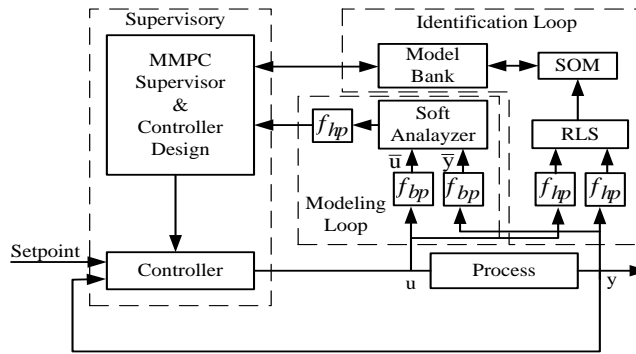 Supervisory
Identification Loop
MMPC
Supervisor
&
Controller
Design
Model
Bank
SOM
Soft
Analayzer
f_hp
RLS
u̅
y̅
f_bp
f_bp
f_hp
f_hp
Modeling
Loop
Setpoint
Controller
u
Process
y